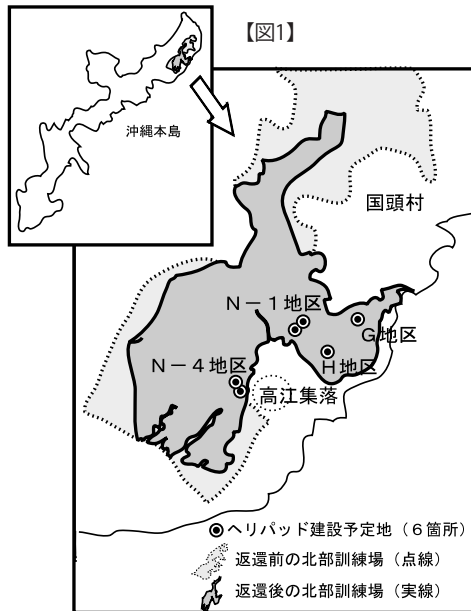 【図1】
沖縄本島
国頭村
N－1地区
G地区
H地区
N－4地区
高江集落
ヘリパッド建設予定地（６箇所）
返還前の北部訓練場（点線）
返還後の北部訓練場（実線）